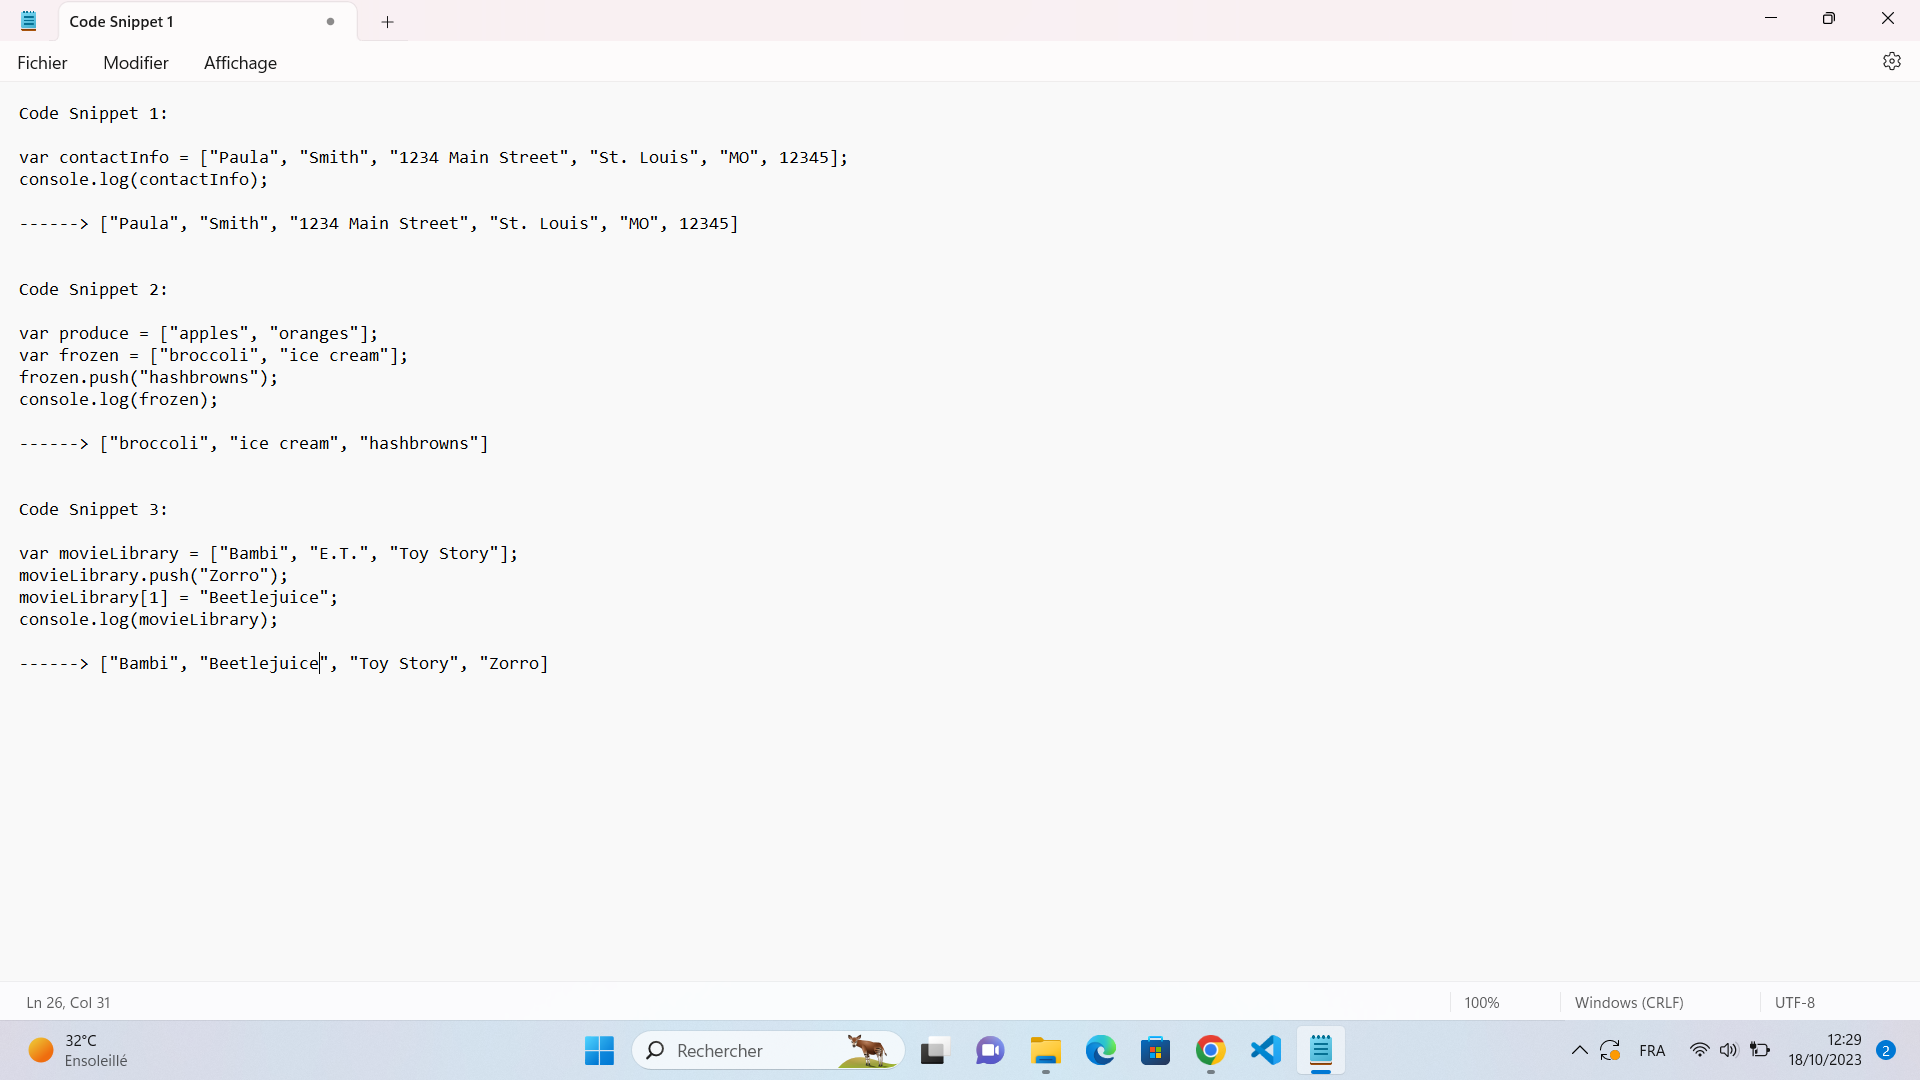 Code Snippet 1
Fichier Modifier Affichage
Code Snippet 1:
var contactInfo = ["Paula", "Smith", "1234 Main Street", "St. Louis", "MO", 12345];
console.log(contactInfo);
------> ["Paula", "Smith", "1234 Main Street", "St. Louis", "MO", 12345]
Code Snippet 2:
var produce = ["apples", "oranges"];
var frozen = ["broccoli", "ice cream"];
frozen.push("hashbrowns");
console.log(frozen);
------> ["broccoli", "ice cream", "hashbrowns"]
Code Snippet 3:
var movieLibrary = ["Bambi", "E.T.", "Toy Story"];
movieLibrary.push("Zorro");
movieLibrary[1] = "Beetlejuice";
console.log(movieLibrary);
------> ["Bambi", "Beetlejuice", "Toy Story", "Zorro]
Ln 26, Col 31 100% Windows (CRLF) UTF-8
32°C
Ensoleillé
Rechercher
FRA
12:29
18/10/2023
2